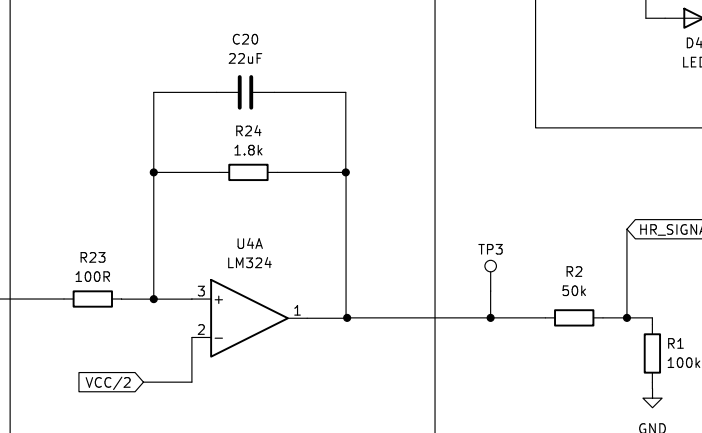 C20
22uF
R24
1.8k
U4A
LM324
R23
100R
3
+
2
−
1
VCC/2
TP3
R2
50k
HR_SIGNA
R1
100k
GND
D4
LED